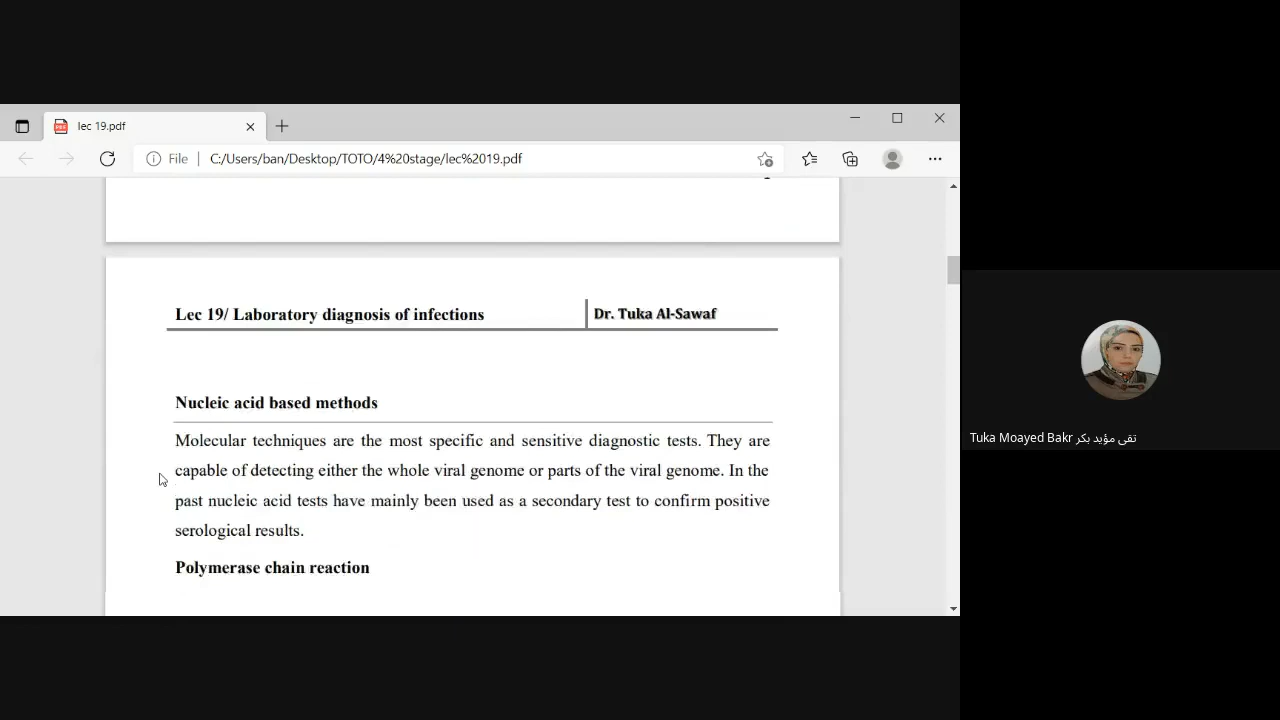 lec 19.pdf
File
C:/Users/ban/Desktop/TOTO/4%20stage/lec%2019.pdf
Lec 19/ Laboratory diagnosis of infections
Dr. Tuka Al-Sawaf
Nucleic acid based methods
Molecular techniques are the most specific and sensitive diagnostic tests. They are
capable of detecting either the whole viral genome or parts of the viral genome. In the
past nucleic acid tests have mainly been used as a secondary test to confirm positive
serological results.
Polymerase chain reaction
Tuka Moayed Bakr تقى مؤيد بكر